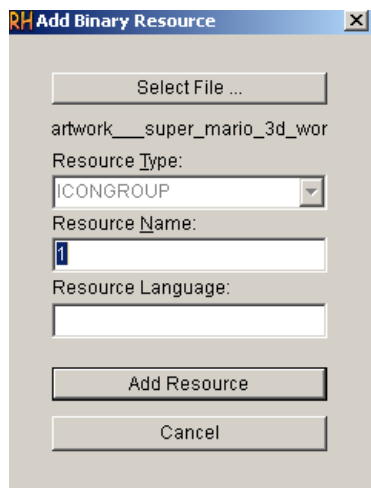 RH Add Binary Resource
Select File ...
artwork___super_mario_3d_wor
Resource Type:
ICONGROUP
Resource Name:
1
Resource Language:
Add Resource
Cancel